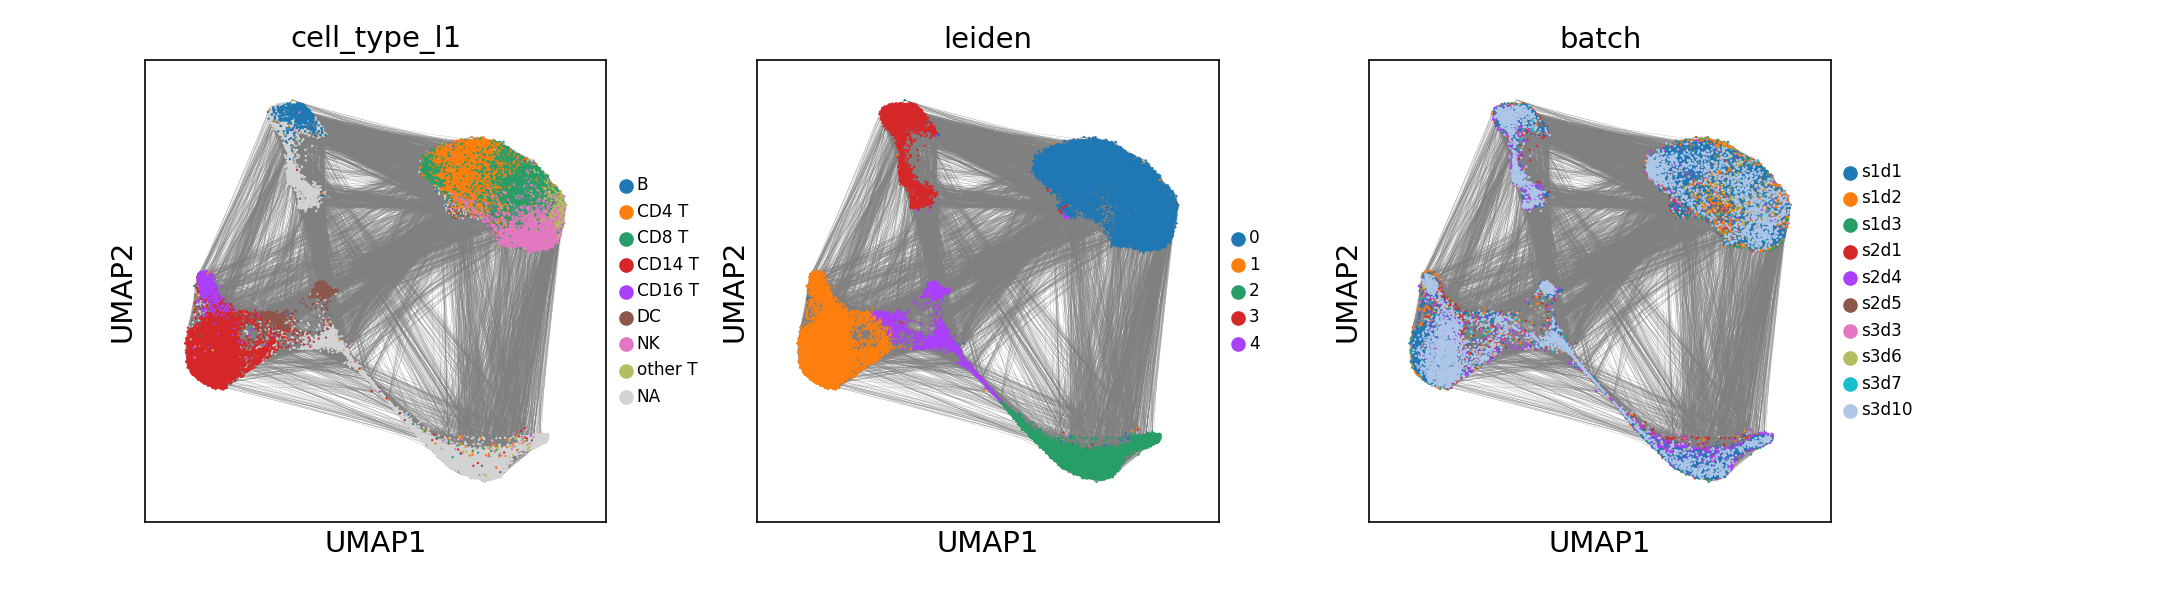 cell_type_l1
UMAP2
UMAP1
B
CD4 T
CD8 T
CD14 T
CD16 T
DC
NK
other T
NA
leiden
UMAP2
UMAP1
0
1
2
3
4
batch
UMAP2
UMAP1
s1d1
s1d2
s1d3
s2d1
s2d4
s2d5
s3d3
s3d6
s3d7
s3d10